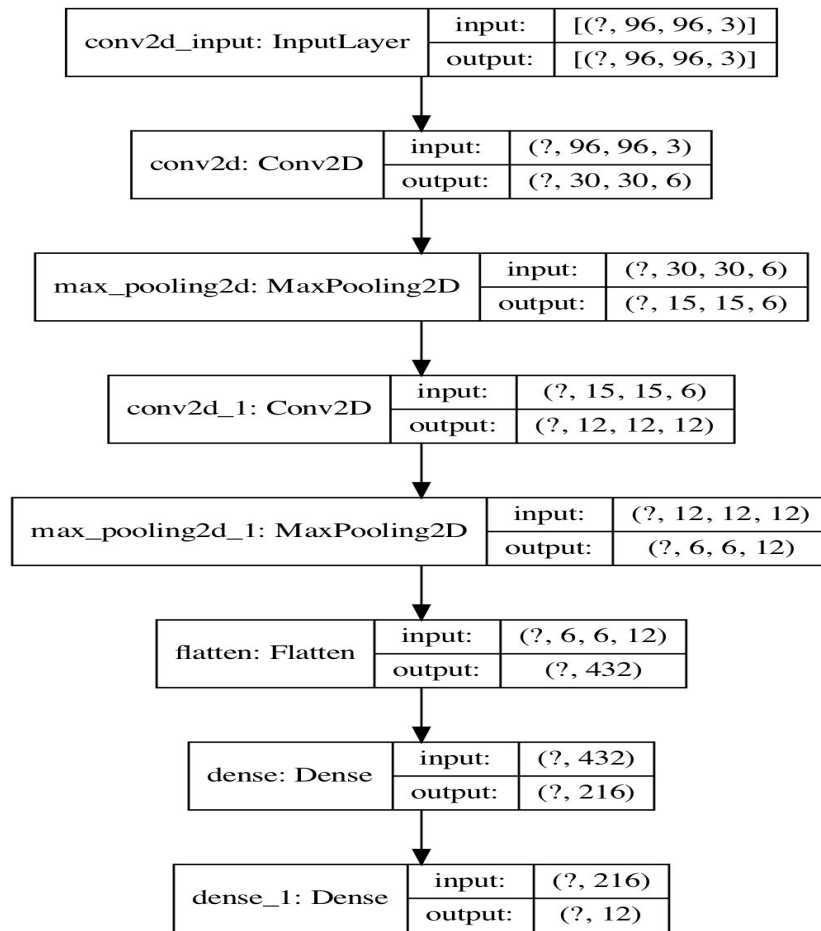 conv2d_input: InputLayer
input: [(?, 96, 96, 3)]
output: [(?, 96, 96, 3)]
conv2d: Conv2D
input: (?, 96, 96, 3)
output: (?, 30, 30, 6)
max_pooling2d: MaxPooling2D
input: (?, 30, 30, 6)
output: (?, 15, 15, 6)
conv2d_1: Conv2D
input: (?, 15, 15, 6)
output: (?, 12, 12, 12)
max_pooling2d_1: MaxPooling2D
input: (?, 12, 12, 12)
output: (?, 6, 6, 12)
flatten: Flatten
input: (?, 6, 6, 12)
output: (?, 432)
dense: Dense
input: (?, 432)
output: (?, 216)
dense_1: Dense
input: (?, 216)
output: (?, 12)